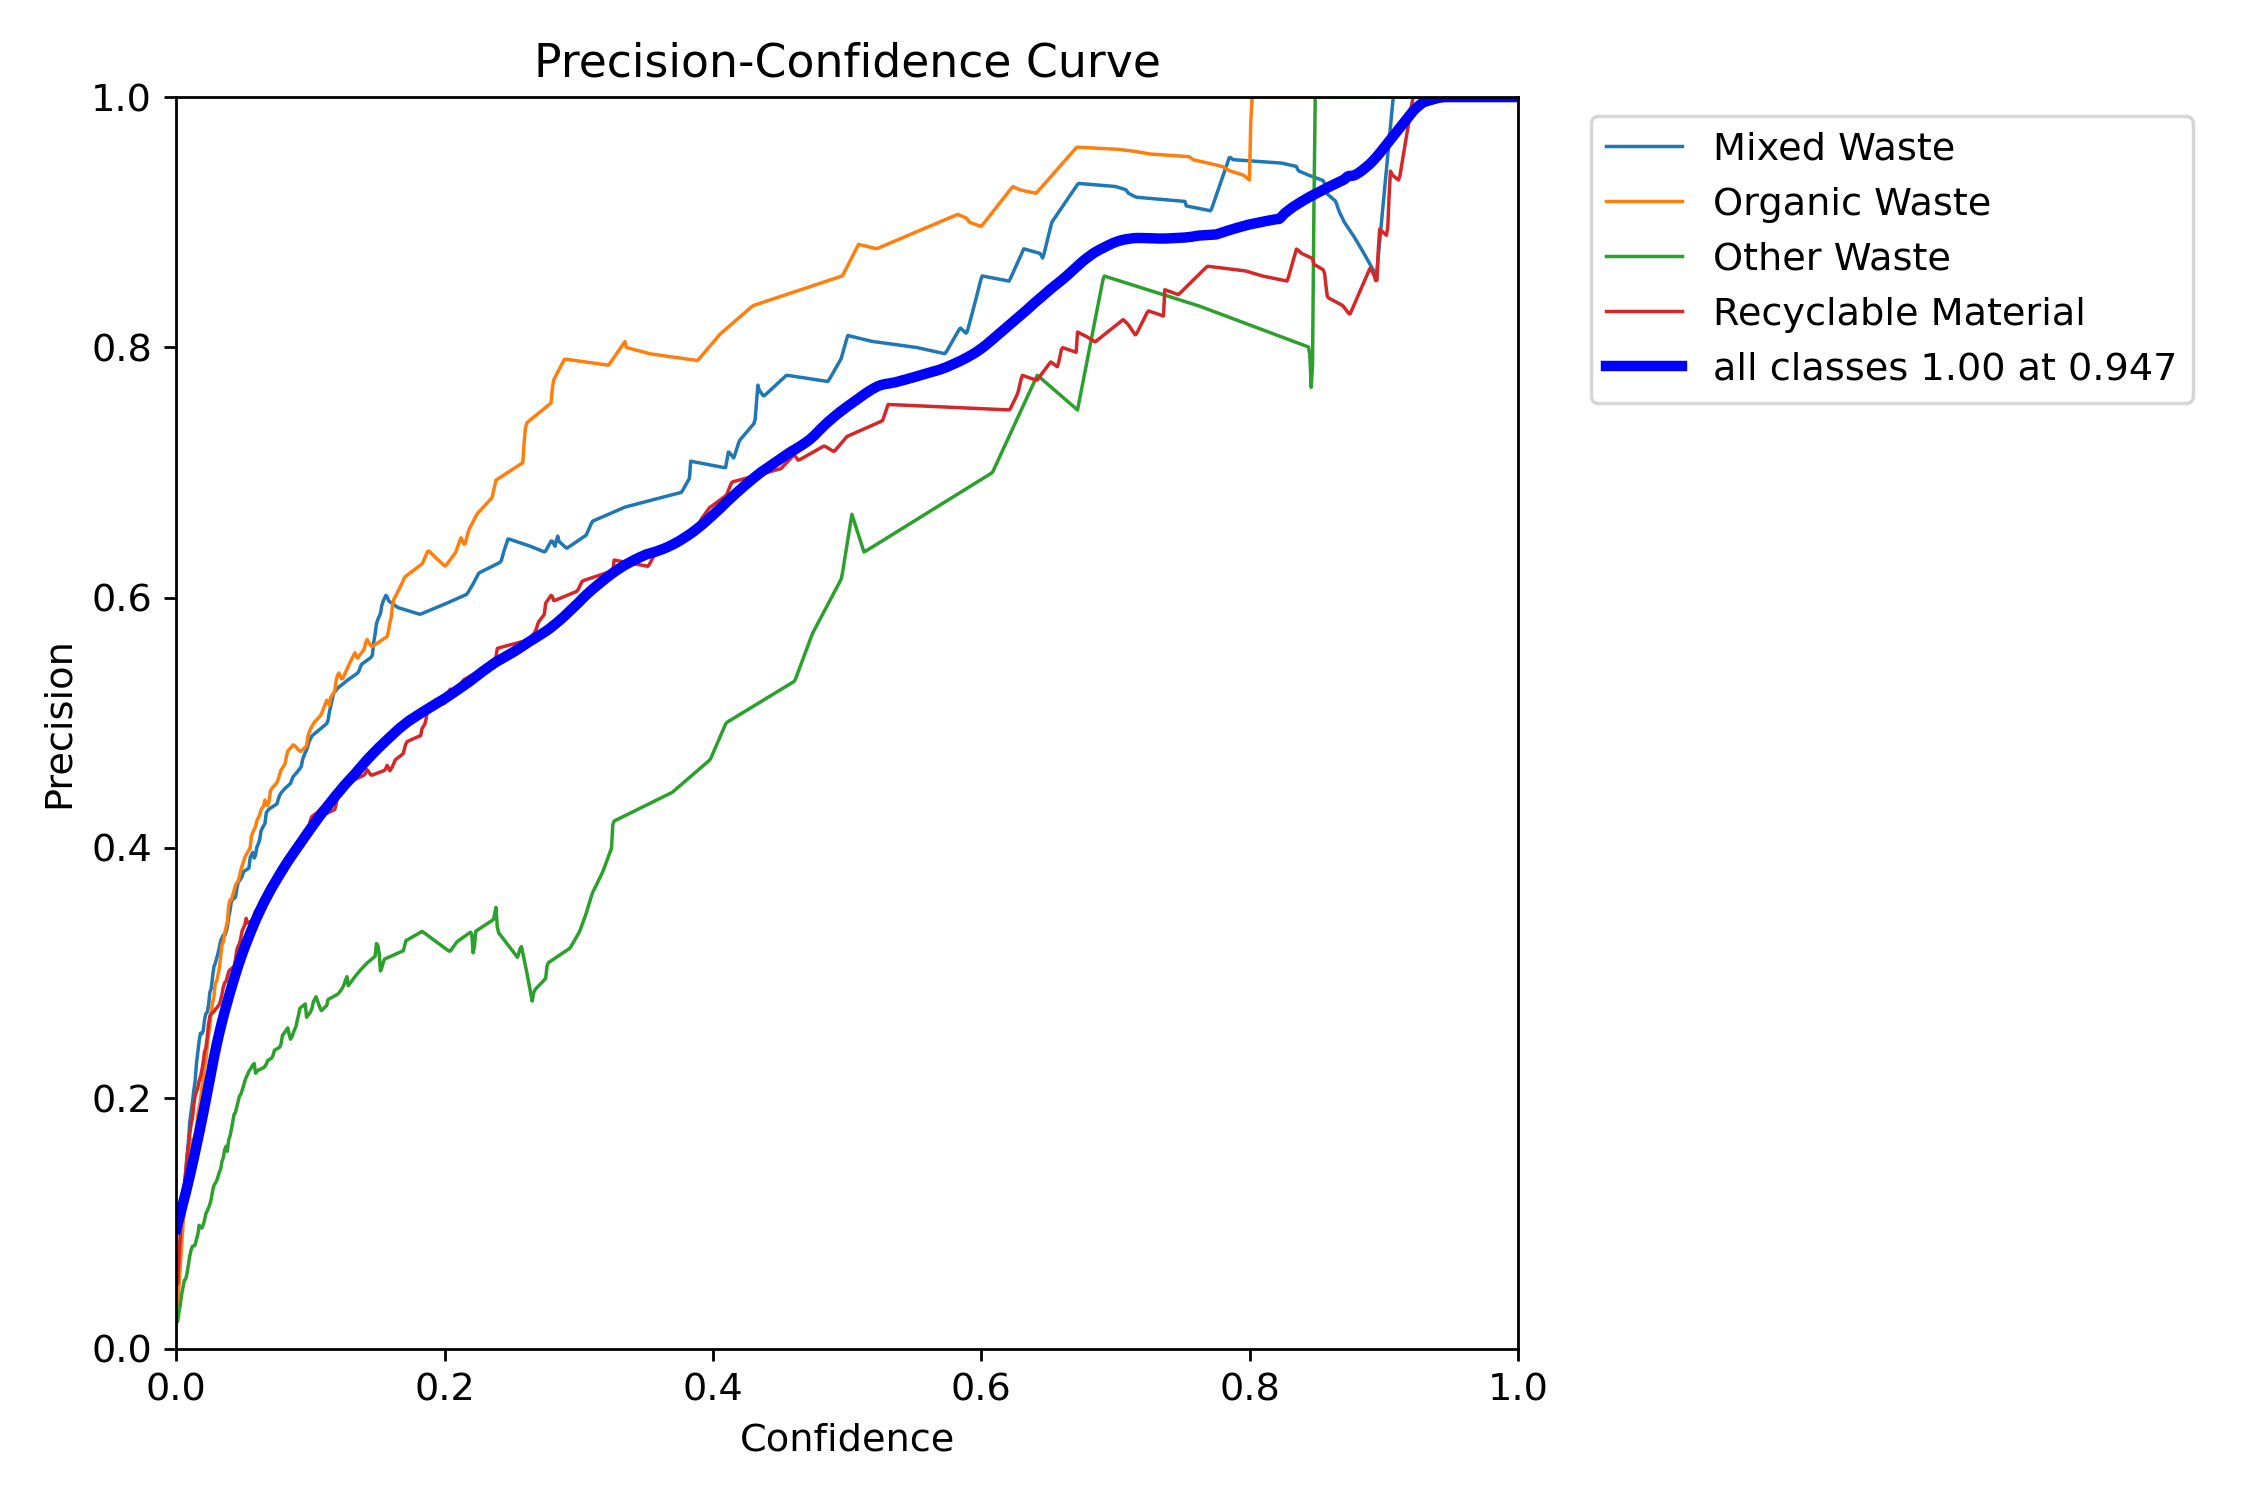 Precision-Confidence Curve
1.0
0.8
0.6
0.4
0.2
0.0
Precision
0.0 0.2 0.4 0.6 0.8 1.0
Confidence
Mixed Waste
Organic Waste
Other Waste
Recyclable Material
all classes 1.00 at 0.947